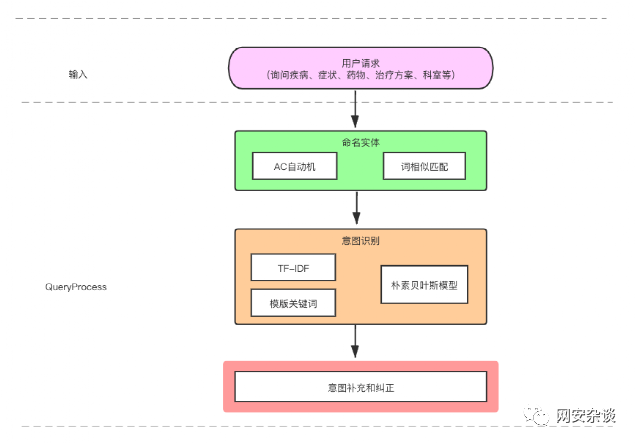 用户请求
(询问疾病、症状、药物、治疗方案、科室等)
输入
命名实体
AC自动机
词相似匹配
意图识别
TF-IDF
模版关键词
朴素贝叶斯模型
QueryProcess
意图补充和纠正
网安杂谈